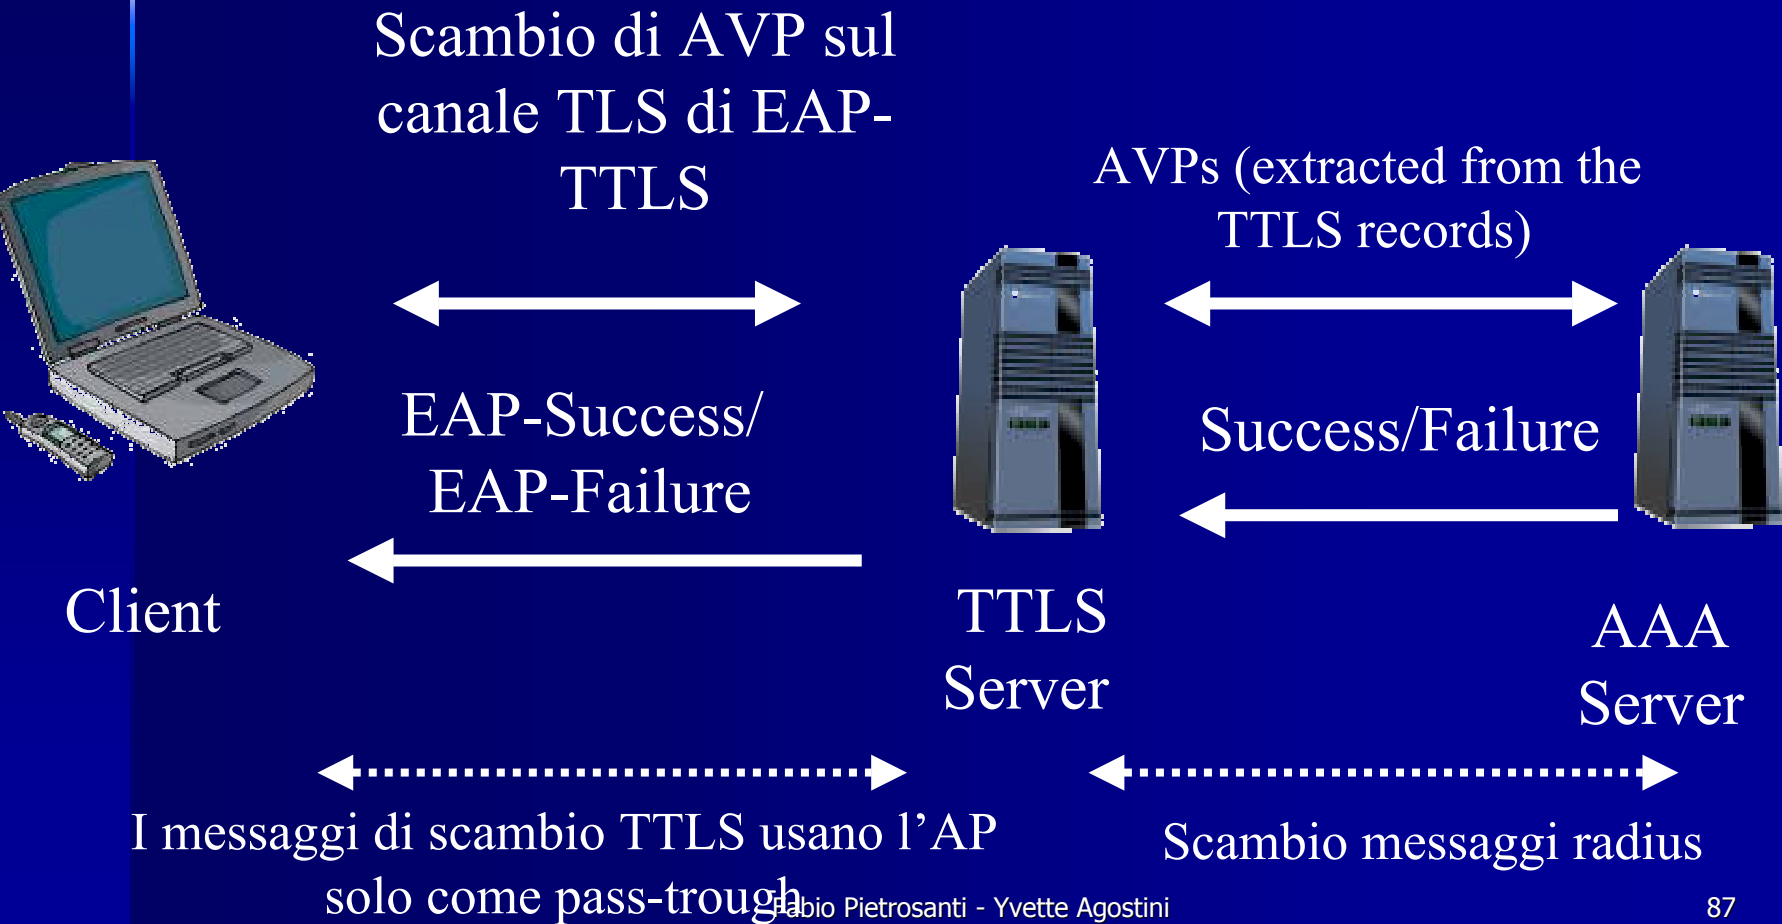 Scambio di AVP sul
canale TLS di EAP-
TTLS
AVPs (extracted from the
TTLS records)
EAP-Success/
EAP-Failure
Success/Failure
Client
TTLS
Server
AAA
Server
I messaggi di scambio TTLS usano l’AP
solo come pass-trough
Scambio messaggi radius
Fabio Pietrosanti - Yvette Agostini
87